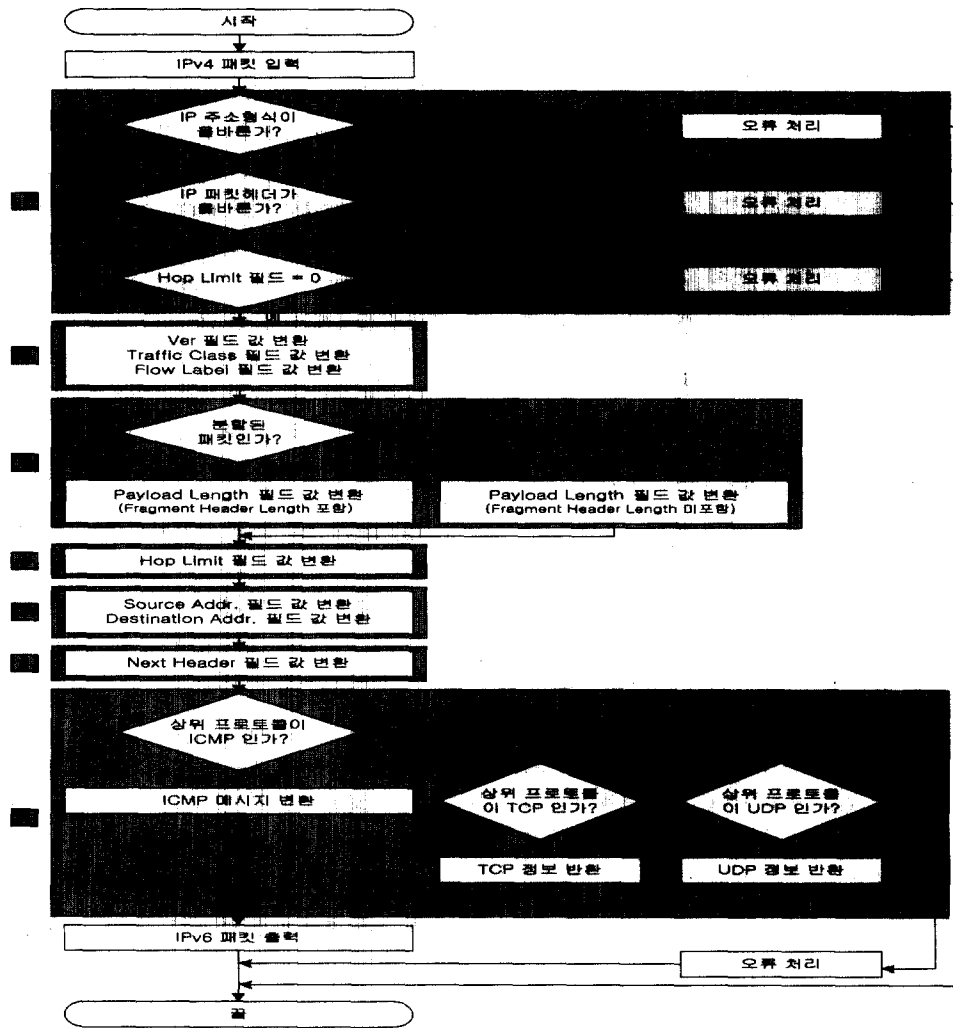 시작
IPv4 패킷 입력
IP 주소형식이
올바른가?
오류 처리
IP 패킷헤더가
올바른가?
오류 처리
Hop Limit 필드 = 0
오류 처리
Ver 필드 값 변환
Traffic Class 필드 값 변환
Flow Label 필드 값 변환
분할된
패킷인가?
Payload Length 필드 값 변환
(Fragment Header Length 포함)
Payload Length 필드 값 변환
(Fragment Header Length 미포함)
Hop Limit 필드 값 변환
Source Addr. 필드 값 변환
Destination Addr. 필드 값 변환
Next Header 필드 값 변환
상위 프로토콜이
ICMP 인가?
ICMP 메시지 변환
상위 프로토콜
이 TCP 인가?
상위 프로토콜
이 UDP 인가?
TCP 정보 반환
UDP 정보 반환
IPv6 패킷 출력
오류 처리
끝